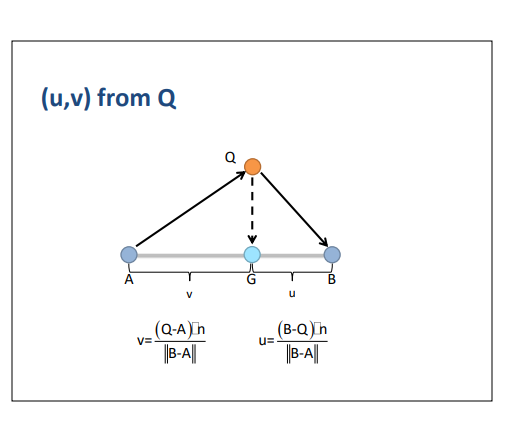 (u,v) from Q
Q
A G B
v u
v= (Q-A)□n / ‖B-A‖ u= (B-Q)□n / ‖B-A‖